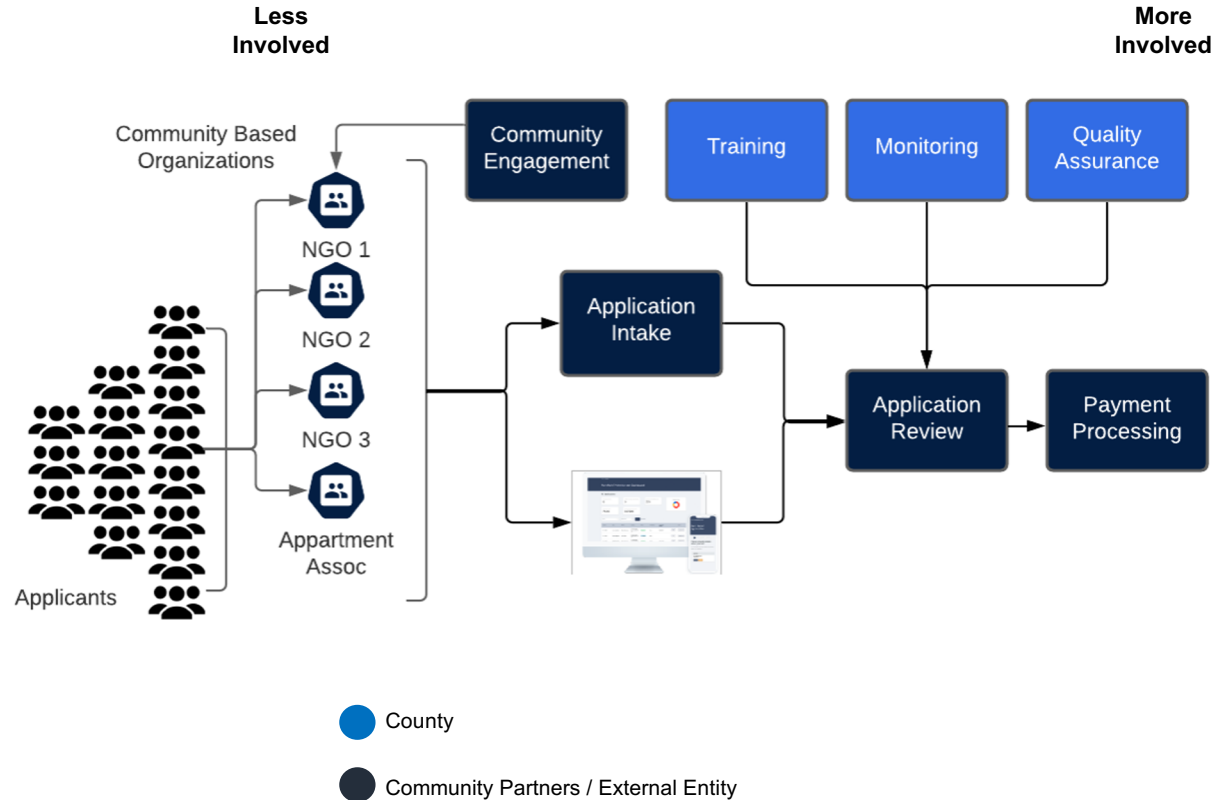 Less
Involved
More
Involved
Community Based
Organizations
Community
Engagement
Training
Monitoring
Quality
Assurance
NGO 1
Application
Intake
NGO 2
NGO 3
Application
Review
Payment
Processing
Appartment
Assoc
Applicants
County
Community Partners / External Entity